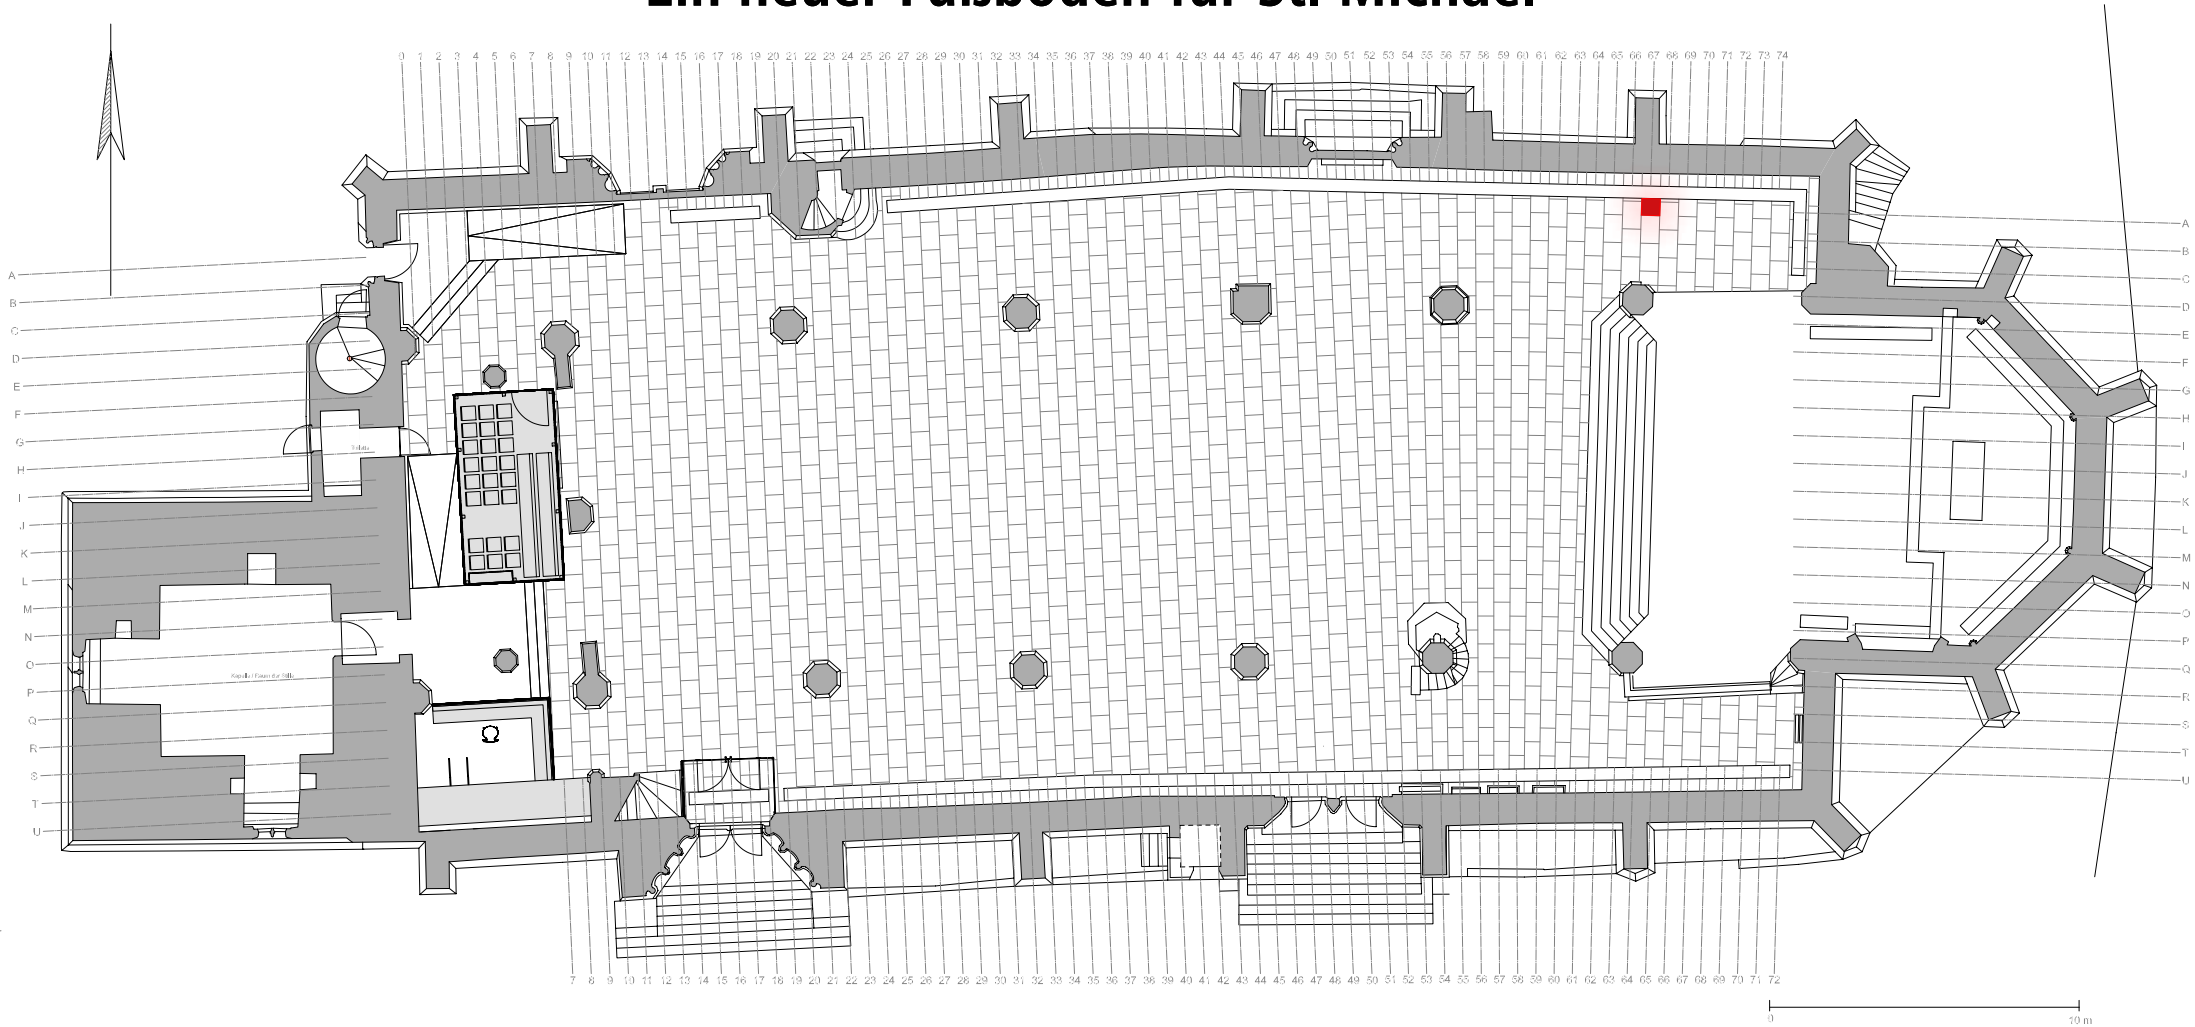 Ein neuer Fußboden für St. Michael
0 1 2 3 4 5 6 7 8 9 10 11 12 13 14 15 16 17 18 19 20 21 22 23 24 25 26 27 28 29 30 31 32 33 34 35 36 37 38 39 40 41 42 43 44 45 46 47 48 49 50 51 52 53 54 55 56 57 58 59 60 61 62 63 64 65 66 67 68 69 70 71 72 73 74
A A
B B
C C
D D
E E
F F
G G
H H
I I
J J
K K
L L
M M
N N
O O
P P
Q Q
R R
S S
T T
U U
7 8 9 10 11 12 13 14 15 16 17 18 19 20 21 22 23 24 25 26 27 28 29 30 31 32 33 34 35 36 37 38 39 40 41 42 43 44 45 46 47 48 49 50 51 52 53 54 55 56 57 58 59 60 61 62 63 64 65 66 67 68 69 70 71 72
0 10 m